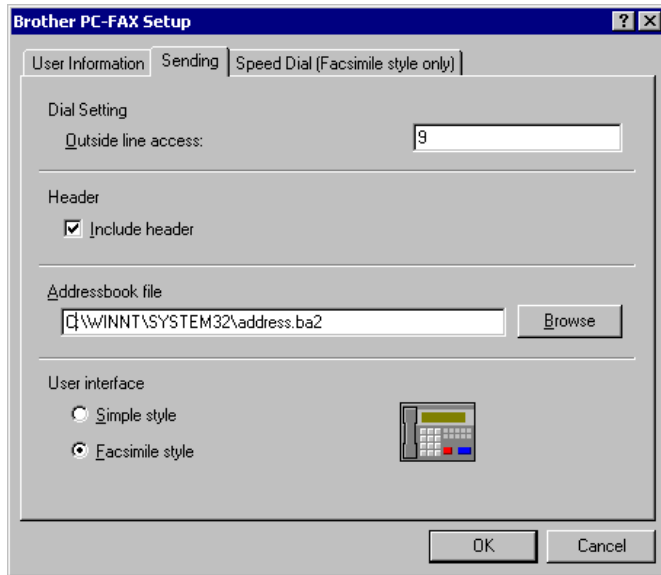 Brother PC-FAX Setup
User Information Sending Speed Dial (Facsimile style only)
Dial Setting
Outside line access: 9
Header
Include header
Addressbook file
C:\WINNT\SYSTEM32\address.ba2 Browse
User interface
Simple style
Facsimile style
OK Cancel